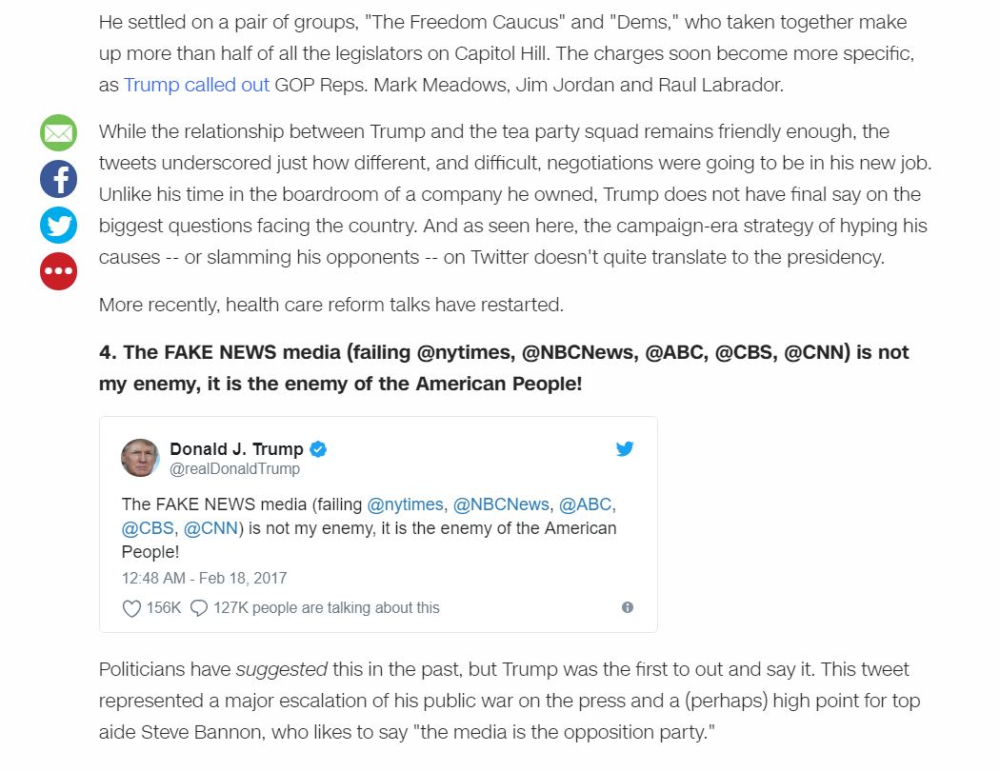 He settled on a pair of groups, "The Freedom Caucus" and "Dems," who taken together make
up more than half of all the legislators on Capitol Hill. The charges soon become more specific,
as Trump called out GOP Reps. Mark Meadows, Jim Jordan and Raul Labrador.
While the relationship between Trump and the tea party squad remains friendly enough, the
tweets underscored just how different, and difficult, negotiations were going to be in his new job.
Unlike his time in the boardroom of a company he owned, Trump does not have final say on the
biggest questions facing the country. And as seen here, the campaign-era strategy of hyping his
causes -- or slamming his opponents -- on Twitter doesn't quite translate to the presidency.
More recently, health care reform talks have restarted.
4. The FAKE NEWS media (failing @nytimes, @NBCNews, @ABC, @CBS, @CNN) is not
my enemy, it is the enemy of the American People!
Donald J. Trump
@realDonaldTrump
The FAKE NEWS media (failing @nytimes, @NBCNews, @ABC,
@CBS, @CNN) is not my enemy, it is the enemy of the American
People!
12:48 AM - Feb 18, 2017
156K 127K people are talking about this
Politicians have suggested this in the past, but Trump was the first to out and say it. This tweet
represented a major escalation of his public war on the press and a (perhaps) high point for top
aide Steve Bannon, who likes to say "the media is the opposition party."